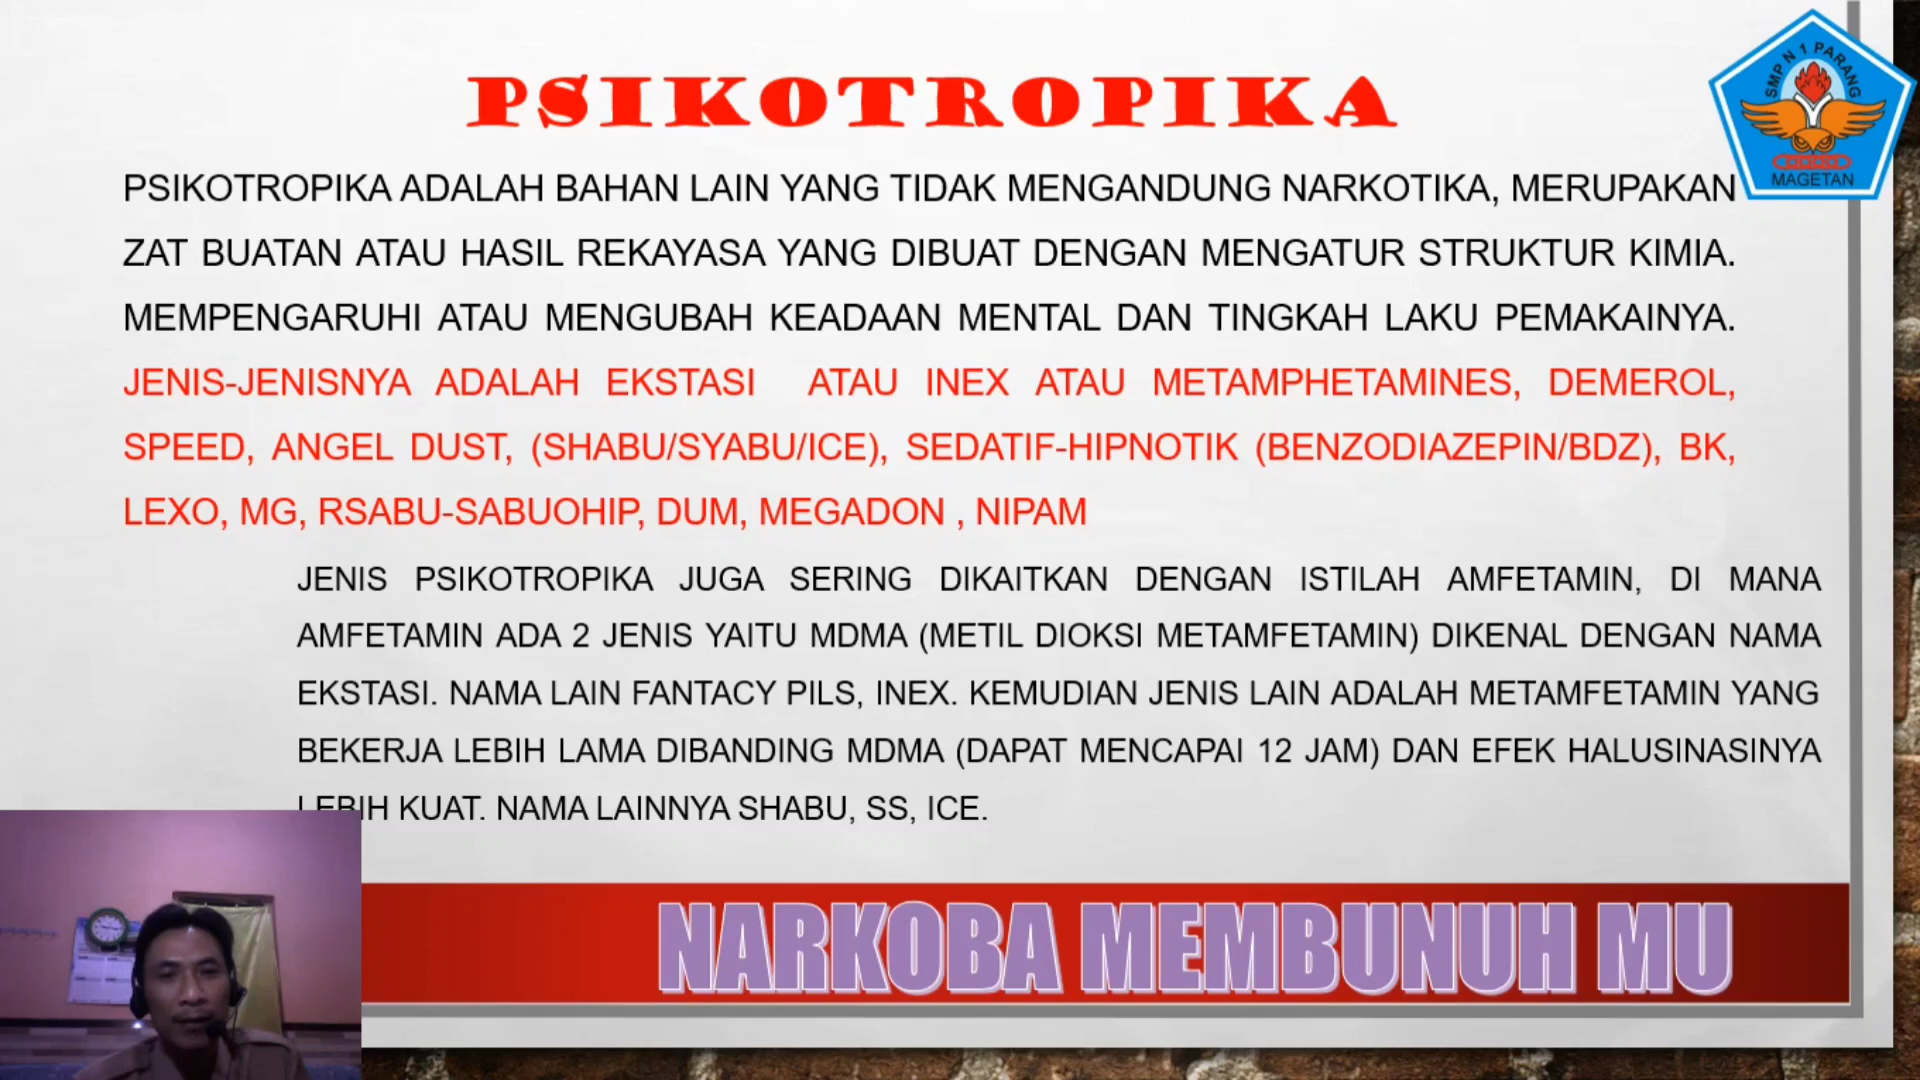 PSIKOTROPIKA
SMP N 1 PARANG
MAGETAN
PSIKOTROPIKA ADALAH BAHAN LAIN YANG TIDAK MENGANDUNG NARKOTIKA, MERUPAKAN
ZAT BUATAN ATAU HASIL REKAYASA YANG DIBUAT DENGAN MENGATUR STRUKTUR KIMIA.
MEMPENGARUHI ATAU MENGUBAH KEADAAN MENTAL DAN TINGKAH LAKU PEMAKAINYA.
JENIS-JENISNYA ADALAH EKSTASI ATAU INEX ATAU METAMPHETAMINES, DEMEROL,
SPEED, ANGEL DUST, (SHABU/SYABU/ICE), SEDATIF-HIPNOTIK (BENZODIAZEPIN/BDZ), BK,
LEXO, MG, RSABU-SABUOHIP, DUM, MEGADON , NIPAM
JENIS PSIKOTROPIKA JUGA SERING DIKAITKAN DENGAN ISTILAH AMFETAMIN, DI MANA
AMFETAMIN ADA 2 JENIS YAITU MDMA (METIL DIOKSI METAMFETAMIN) DIKENAL DENGAN NAMA
EKSTASI. NAMA LAIN FANTACY PILS, INEX. KEMUDIAN JENIS LAIN ADALAH METAMFETAMIN YANG
BEKERJA LEBIH LAMA DIBANDING MDMA (DAPAT MENCAPAI 12 JAM) DAN EFEK HALUSINASINYA
LEBIH KUAT. NAMA LAINNYA SHABU, SS, ICE.
NARKOBA MEMBUNUH MU